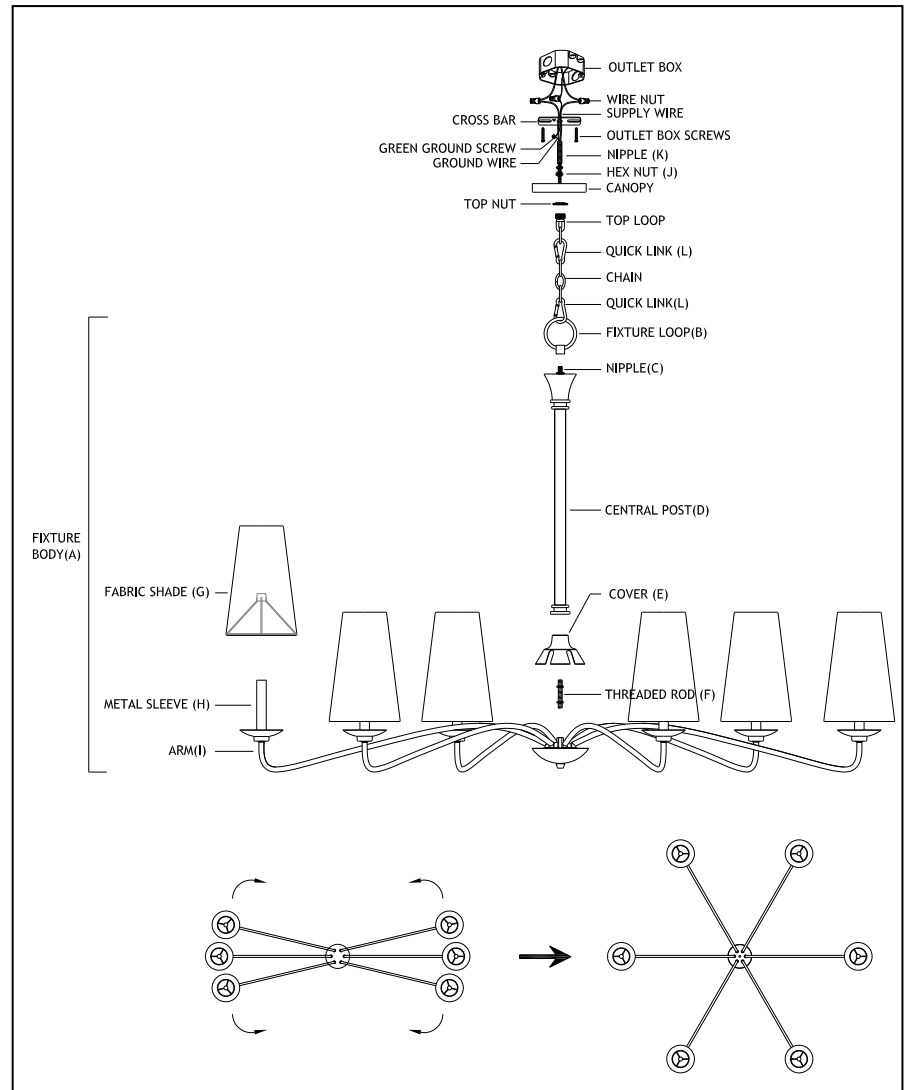 OUTLET BOX
WIRE NUT
SUPPLY WIRE
CROSS BAR
OUTLET BOX SCREWS
GREEN GROUND SCREW
NIPPLE (K)
GROUND WIRE
HEX NUT (J)
CANOPY
TOP NUT
TOP LOOP
QUICK LINK (L)
CHAIN
QUICK LINK(L)
FIXTURE LOOP(B)
NIPPLE(C)
CENTRAL POST(D)
FIXTURE
BODY(A)
FABRIC SHADE (G)
COVER (E)
THREADED ROD (F)
METAL SLEEVE (H)
ARM(I)